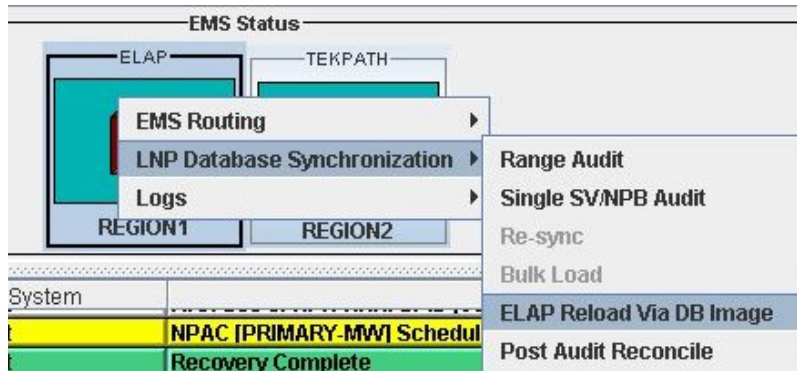 EMS Status
ELAP
TEKPATH
EMS Routing
LNP Database Synchronization
Range Audit
Logs
Single SV/NPB Audit
REGION1
REGION2
Re-sync
Bulk Load
System
ELAP Reload Via DB Image
NPAC [PRIMARY-MW] Schedul
Post Audit Reconcile
Recovery Complete